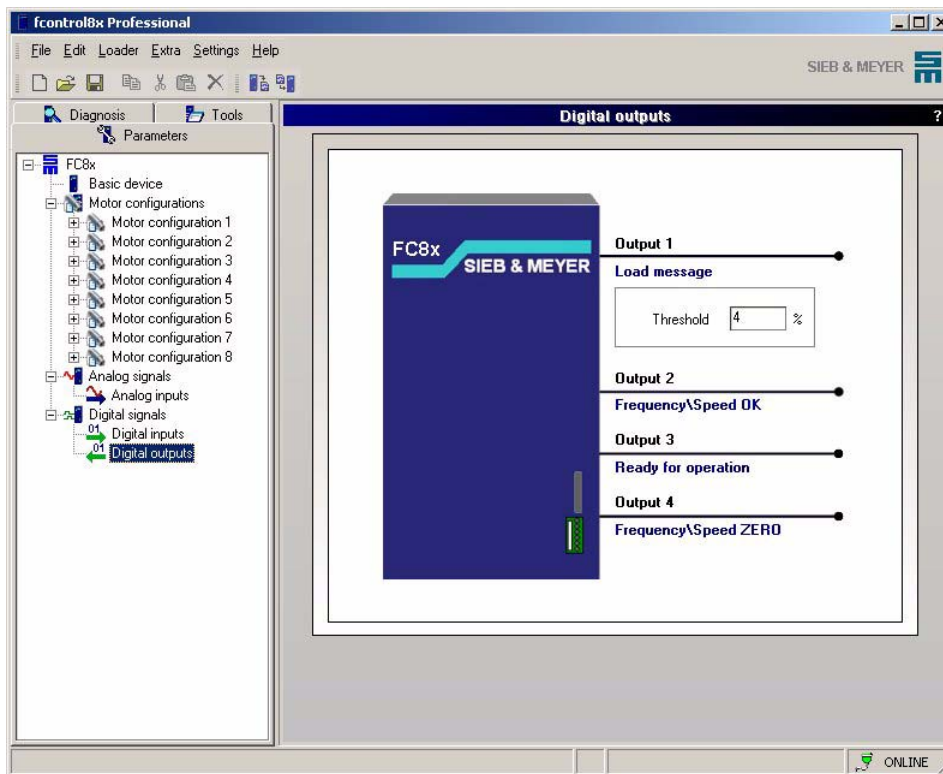 fcontrol8x Professional
File Edit Loader Extra Settings Help
SIEB & MEYER
Diagnosis Tools
Parameters
Digital outputs ?
FC8x
Basic device
Motor configurations
Motor configuration 1
Motor configuration 2
Motor configuration 3
Motor configuration 4
Motor configuration 5
Motor configuration 6
Motor configuration 7
Motor configuration 8
Analog signals
Analog inputs
Digital signals
01 Digital inputs
01 Digital outputs
FC8x
SIEB & MEYER
Output 1
Load message
Threshold 4 %
Output 2
Frequency\Speed OK
Output 3
Ready for operation
Output 4
Frequency\Speed ZERO
ONLINE